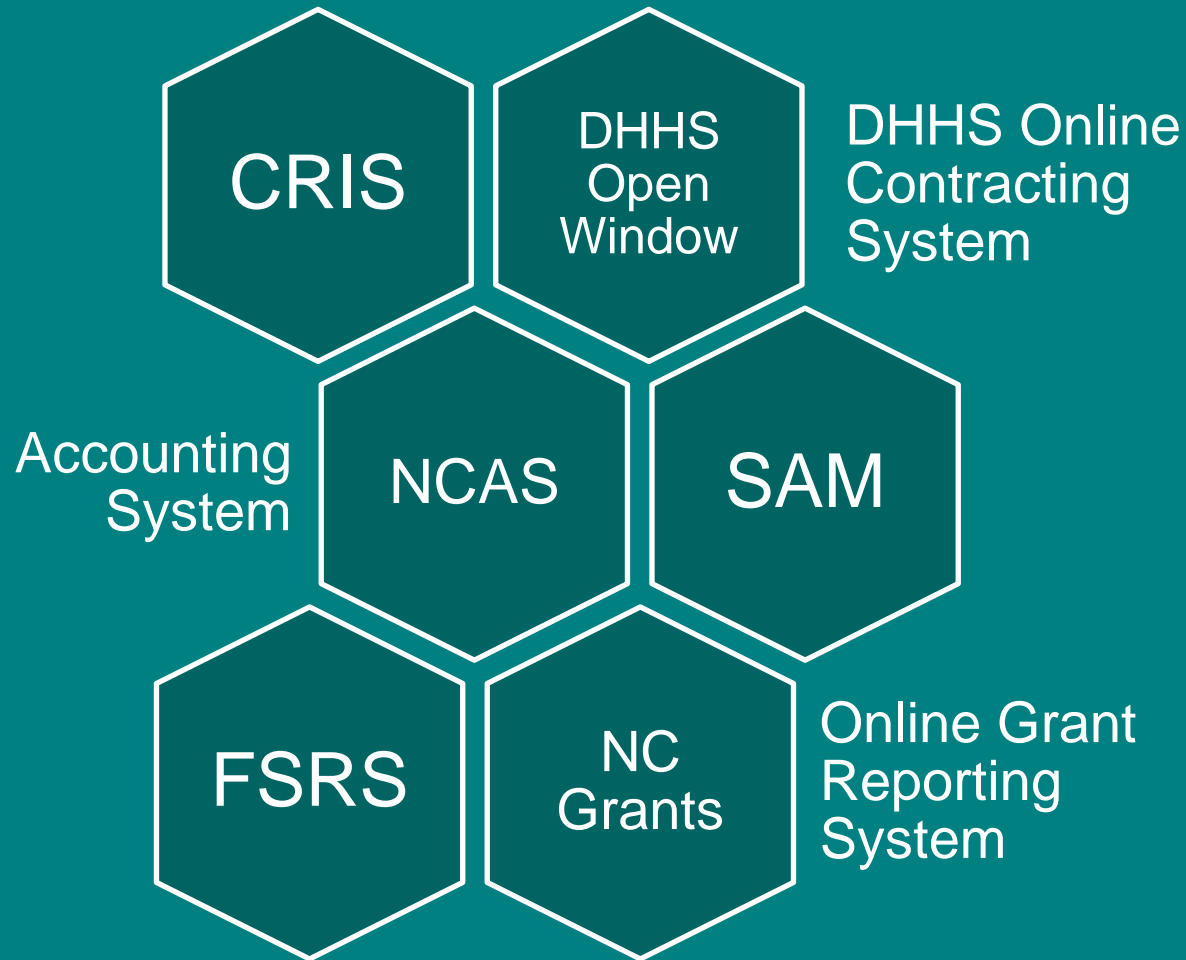 CRIS
DHHS
Open
Window
DHHS Online
Contracting
System
Accounting
System
NCAS
SAM
FSRS
NC
Grants
Online Grant
Reporting
System